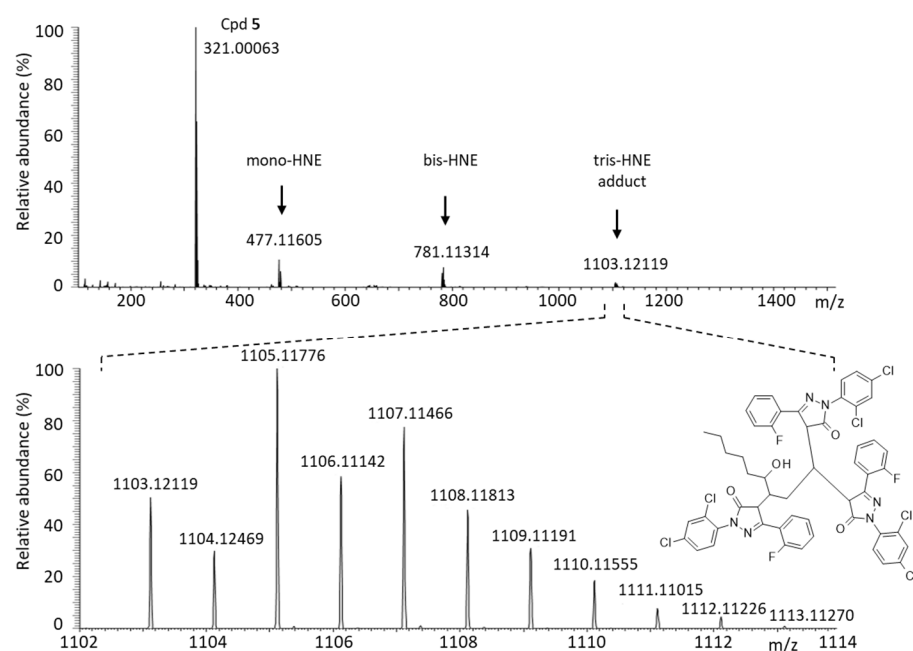 Cpd 5
321.00063
mono-HNE
477.11605
bis-HNE
781.11314
tris-HNE
adduct
1103.12119
Relative abundance (%)
100
80
60
40
20
0
200
400
600
800
1000
1200
1400
m/z
1103.12119
1104.12469
1105.11776
1106.11142
1107.11466
1108.11813
1109.11191
1110.11555
1111.11015
1112.11226
1113.11270
Relative abundance (%)
100
80
60
40
20
0
1102
1104
1106
1108
1110
1112
1114
m/z
Cl
N
N
Cl
F
O
OH
F
N
N
O
Cl
Cl
Cl
O
N
N
Cl
F